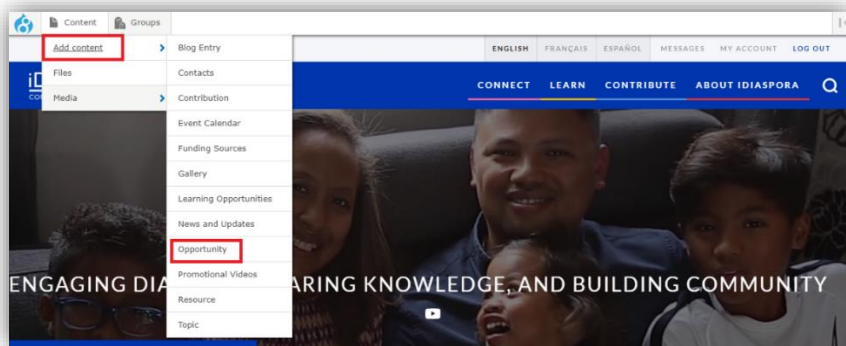 Content Groups
Add content
Files
Media
Blog Entry
Contacts
Contribution
Event Calendar
Funding Sources
Gallery
Learning Opportunities
News and Updates
Opportunity
Promotional Videos
Resource
Topic
ENGLISH FRANÇAIS ESPAÑOL MESSAGES MY ACCOUNT LOG OUT
CONNECT LEARN CONTRIBUTE ABOUT IDIASPORA
ENGAGING DIA ARING KNOWLEDGE, AND BUILDING COMMUNITY